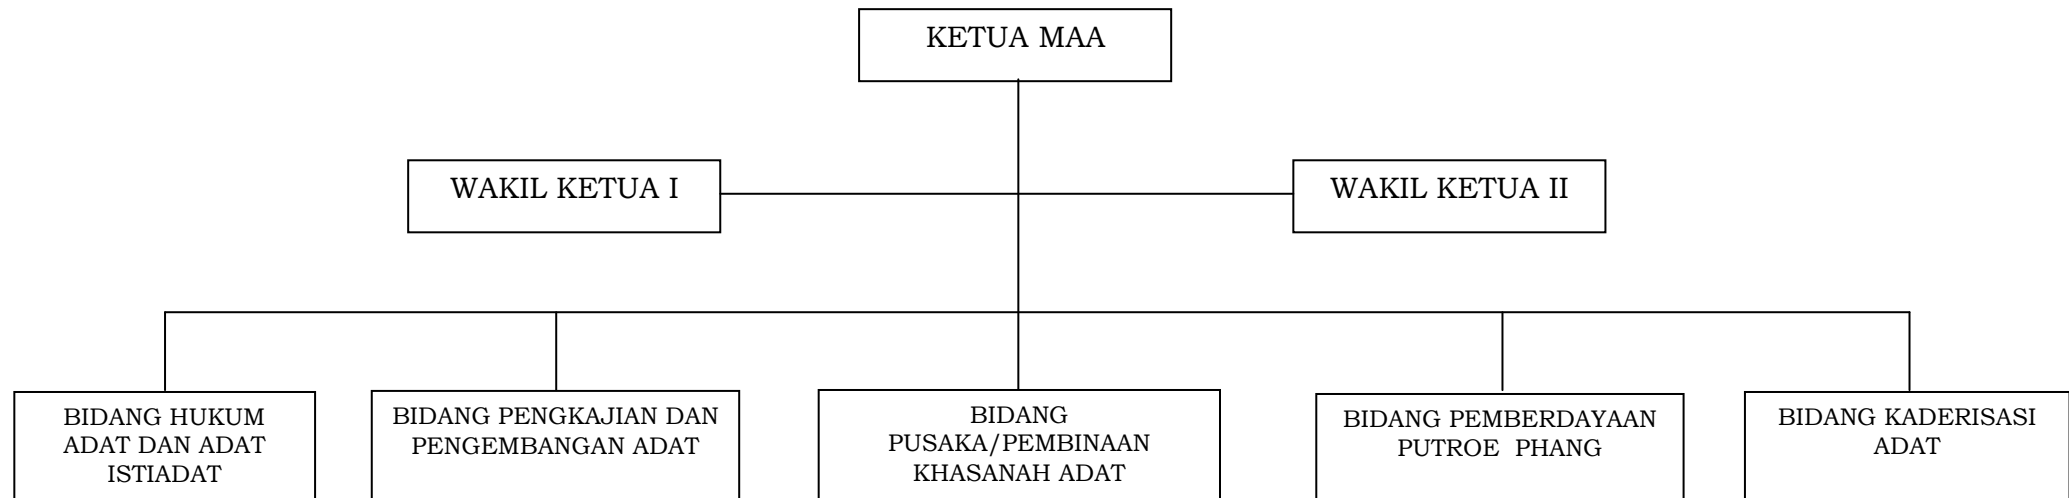 KETUA MAA
WAKIL KETUA I
WAKIL KETUA II
BIDANG HUKUM
ADAT DAN ADAT
ISTIADAT
BIDANG PENGKAJIAN DAN
PENGEMBANGAN ADAT
BIDANG
PUSAKA/PEMBINAAN
KHASANAH ADAT
BIDANG PEMBERDAYAAN
PUTROE PHANG
BIDANG KADERISASI
ADAT